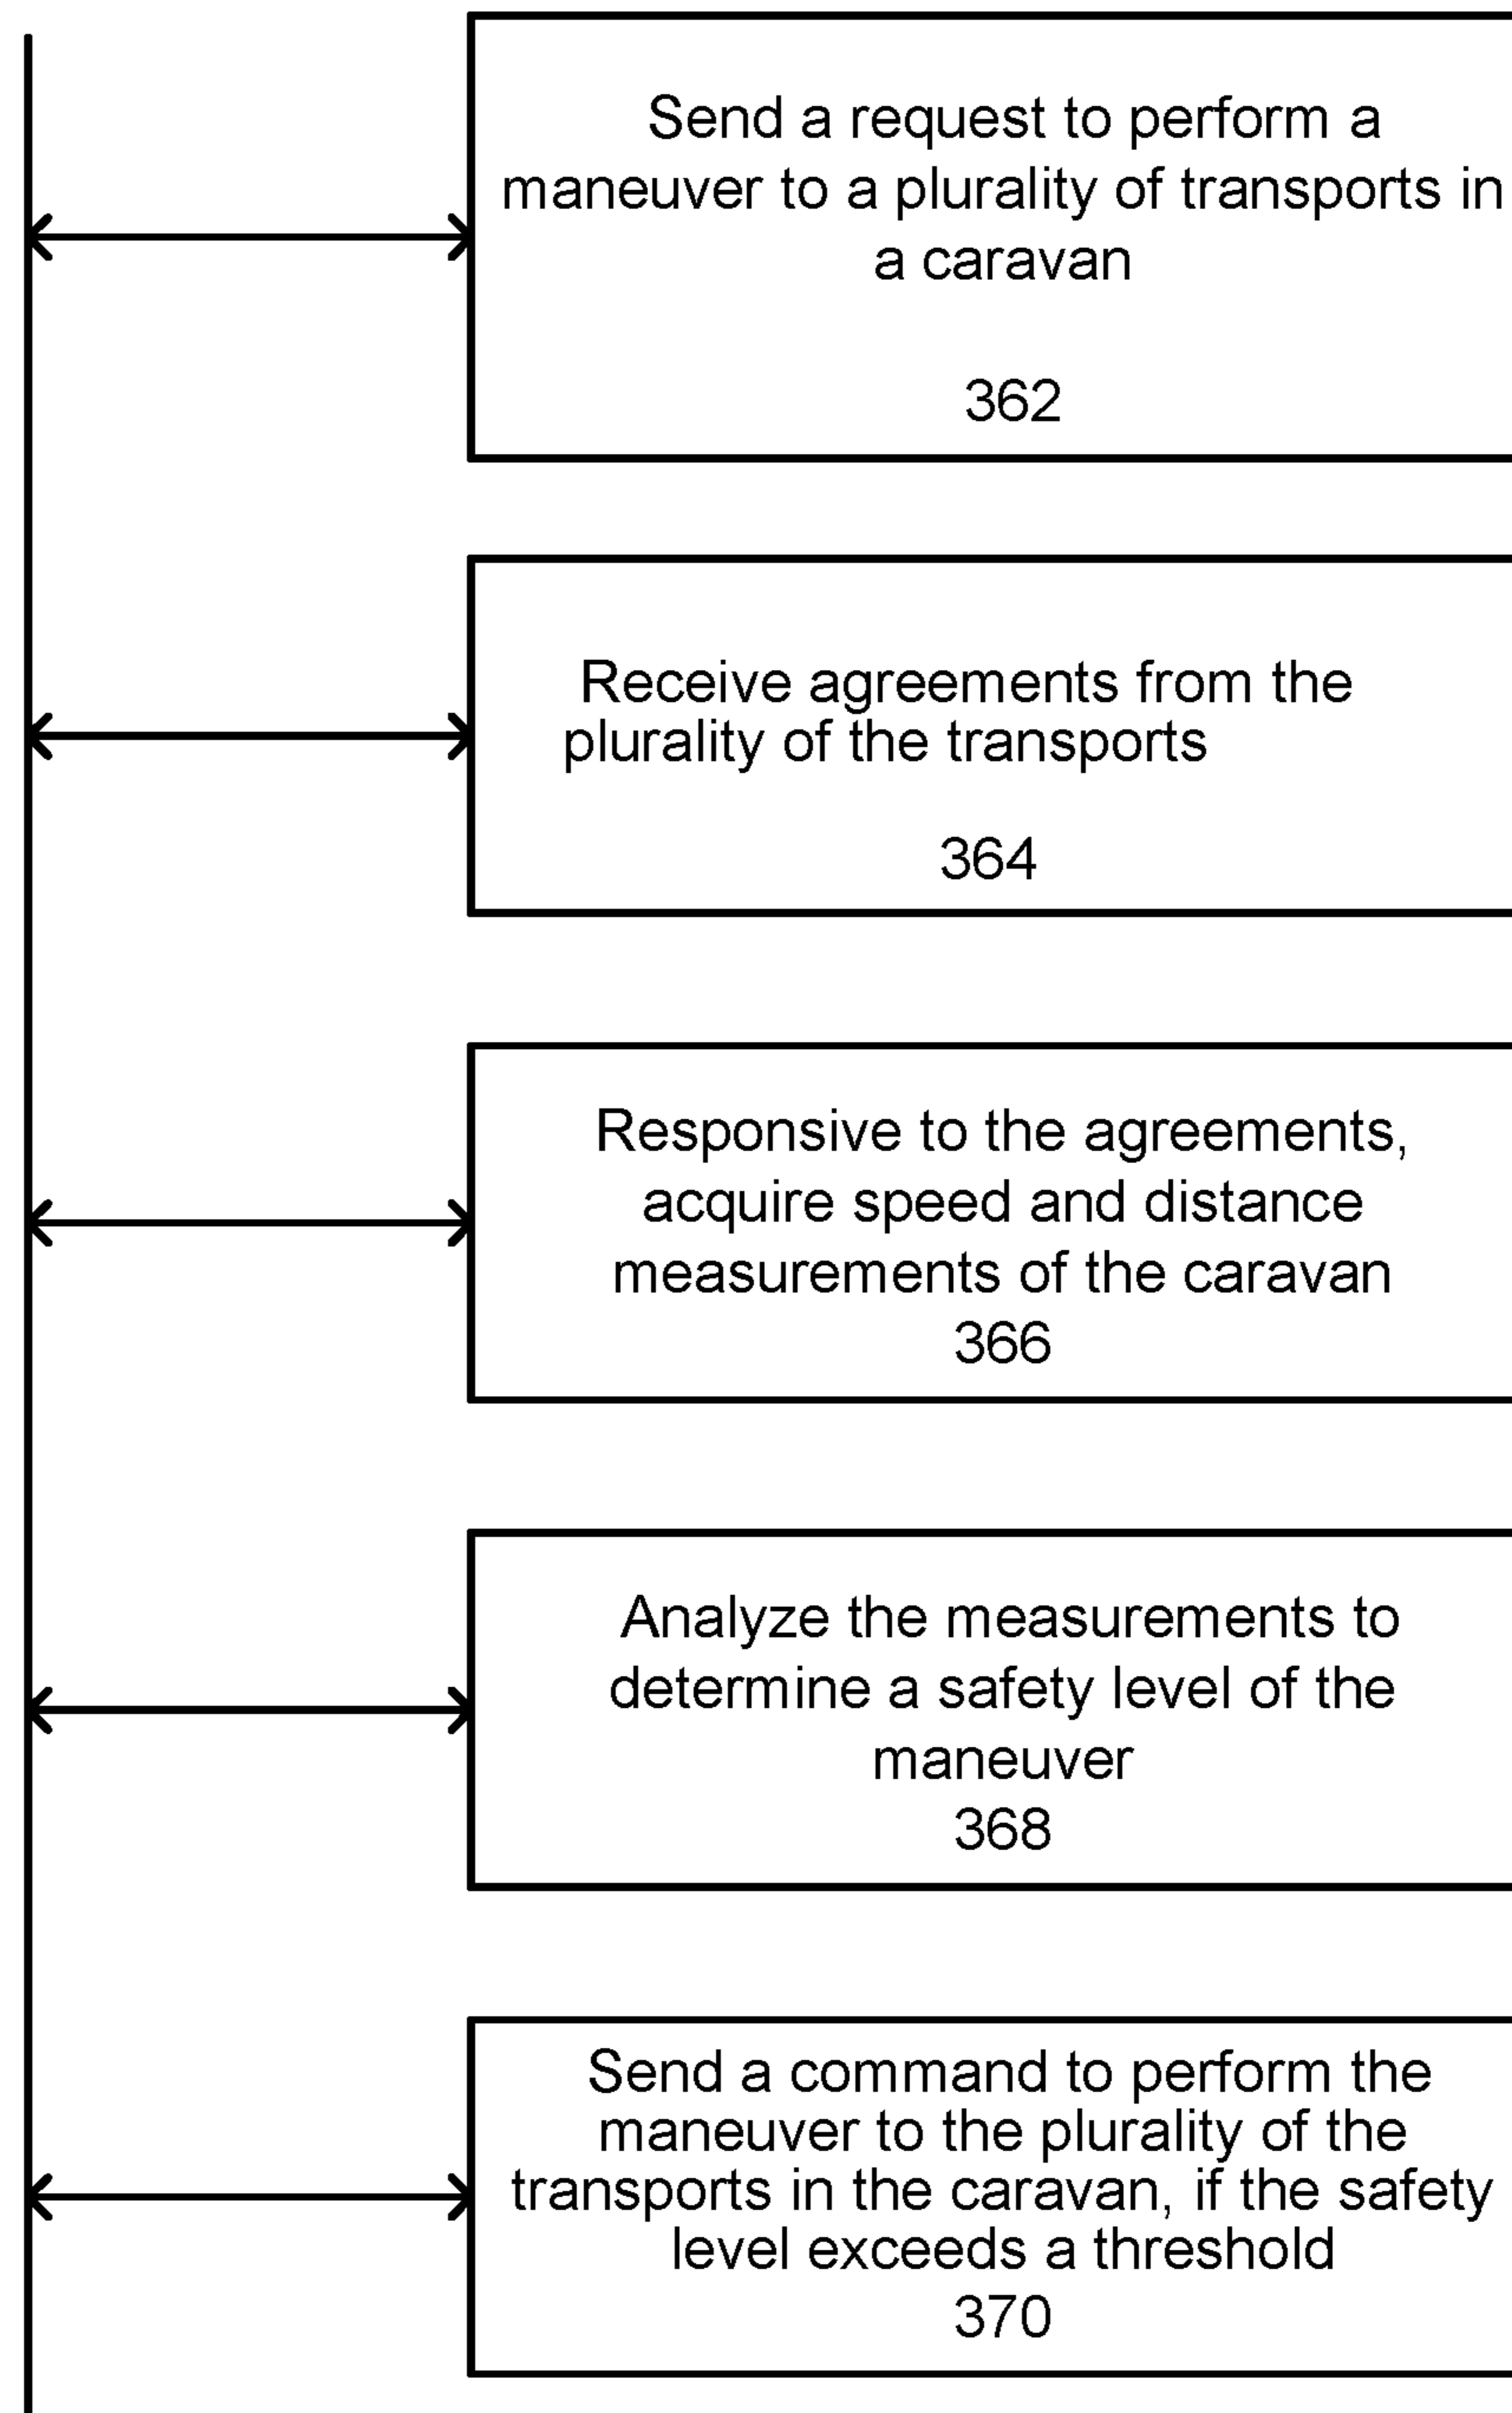 Send a request to perform a
maneuver to a plurality of transports in
a caravan
362
Receive agreements from the
plurality of the transports
364
Responsive to the agreements,
acquire speed and distance
measurements of the caravan
366
Analyze the measurements to
determine a safety level of the
maneuver
368
Send a command to perform the
maneuver to the plurality of the
transports in the caravan, if the safety
level exceeds a threshold
370